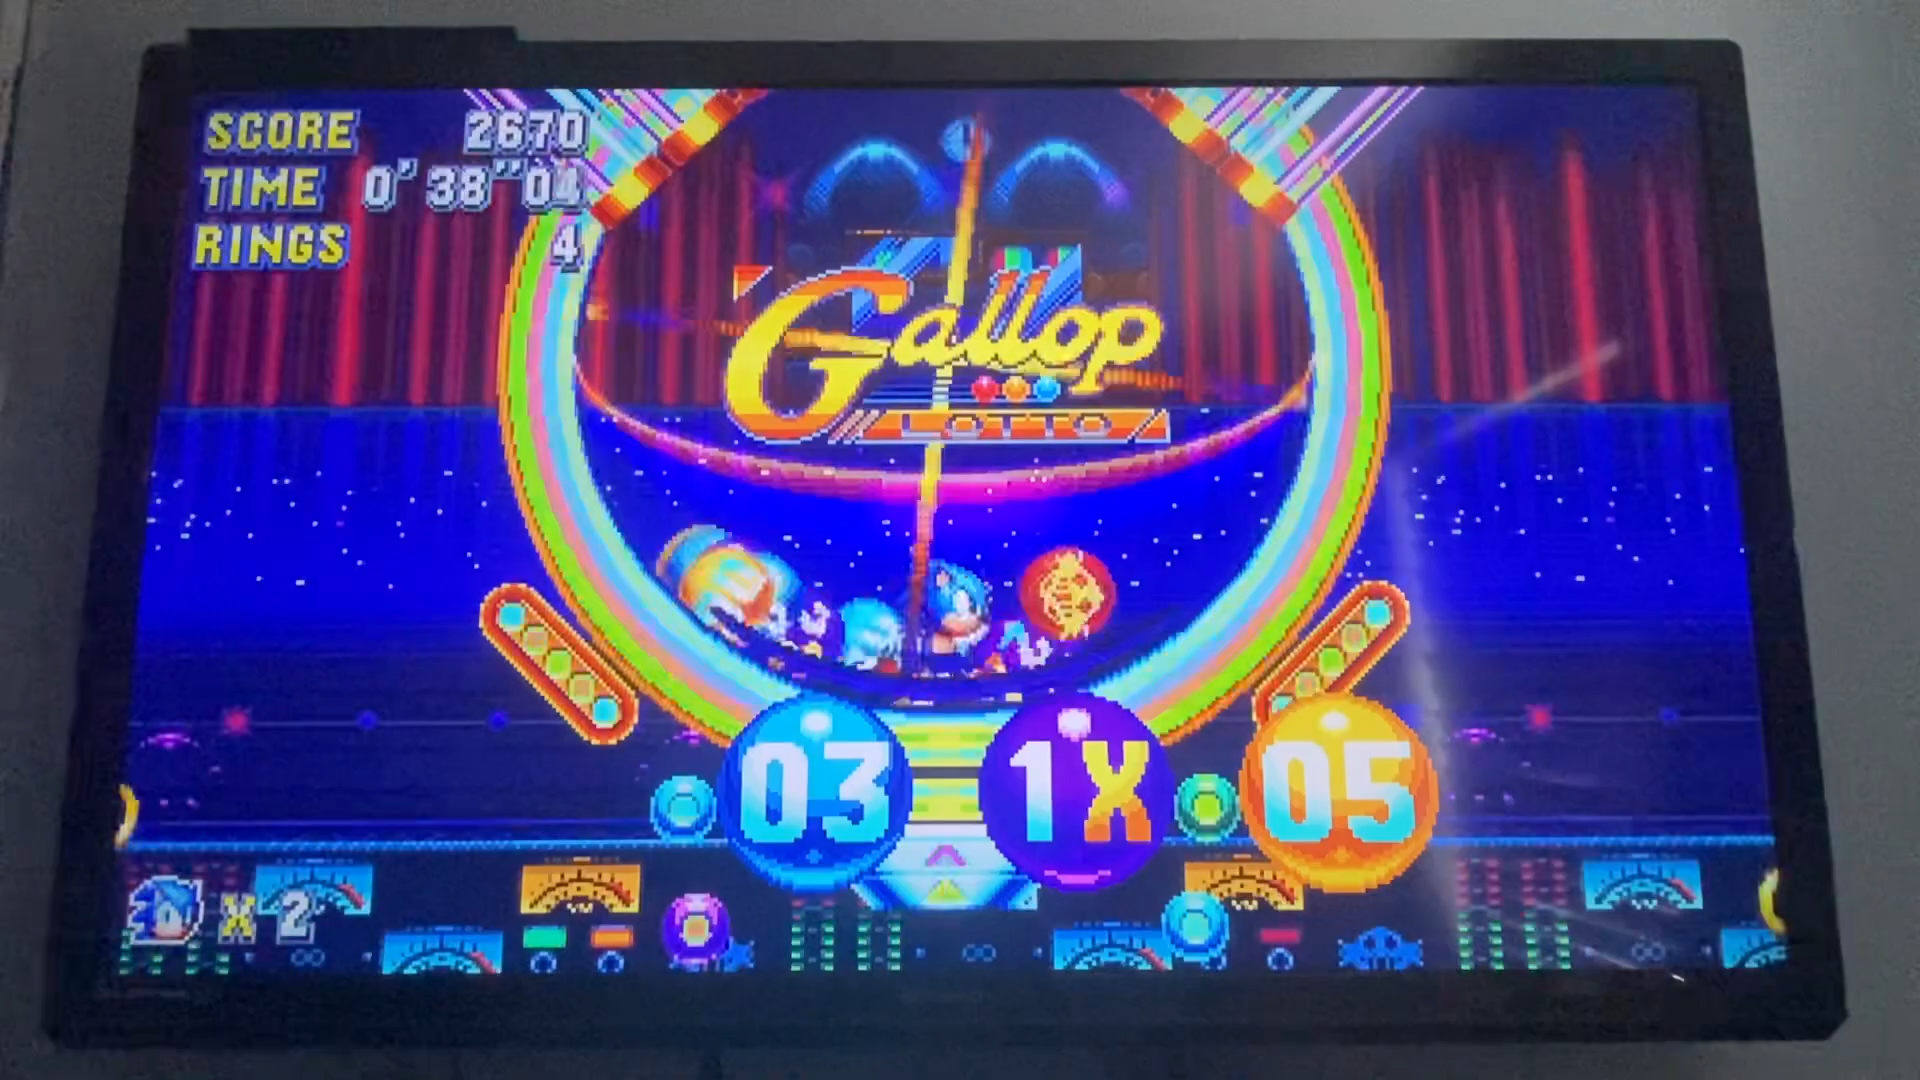 SCORE 2670
TIME 0'38"04
RINGS 4
Gallop
LOTTO
03 1X 05
X 2